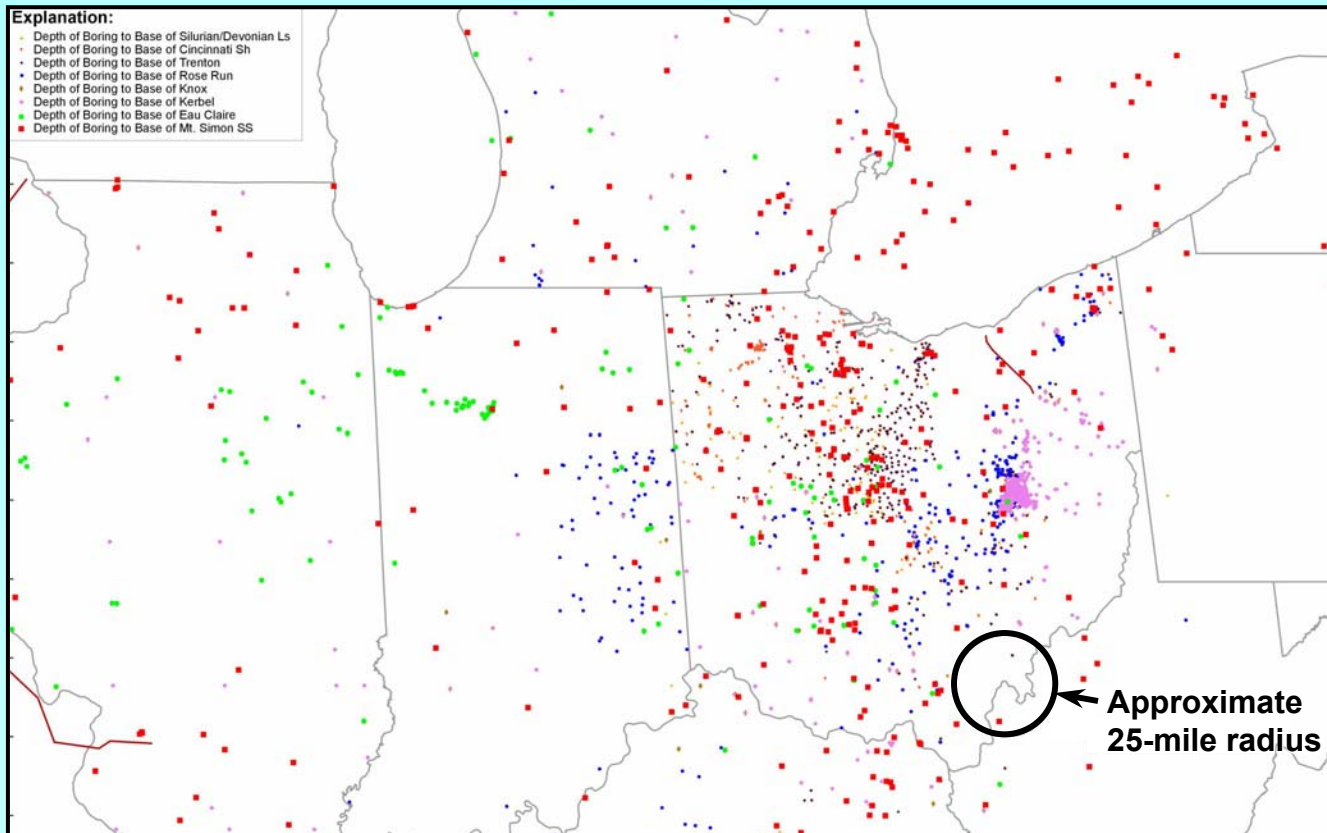 Explanation:
Depth of Boring to Base of Silurian/Devonian Ls
Depth of Boring to Base of Cincinnati Sh
Depth of Boring to Base of Trenton
Depth of Boring to Base of Rose Run
Depth of Boring to Base of Knox
Depth of Boring to Base of Kerbel
Depth of Boring to Base of Eau Claire
Depth of Boring to Base of Mt. Simon SS
Approximate
25-mile radius